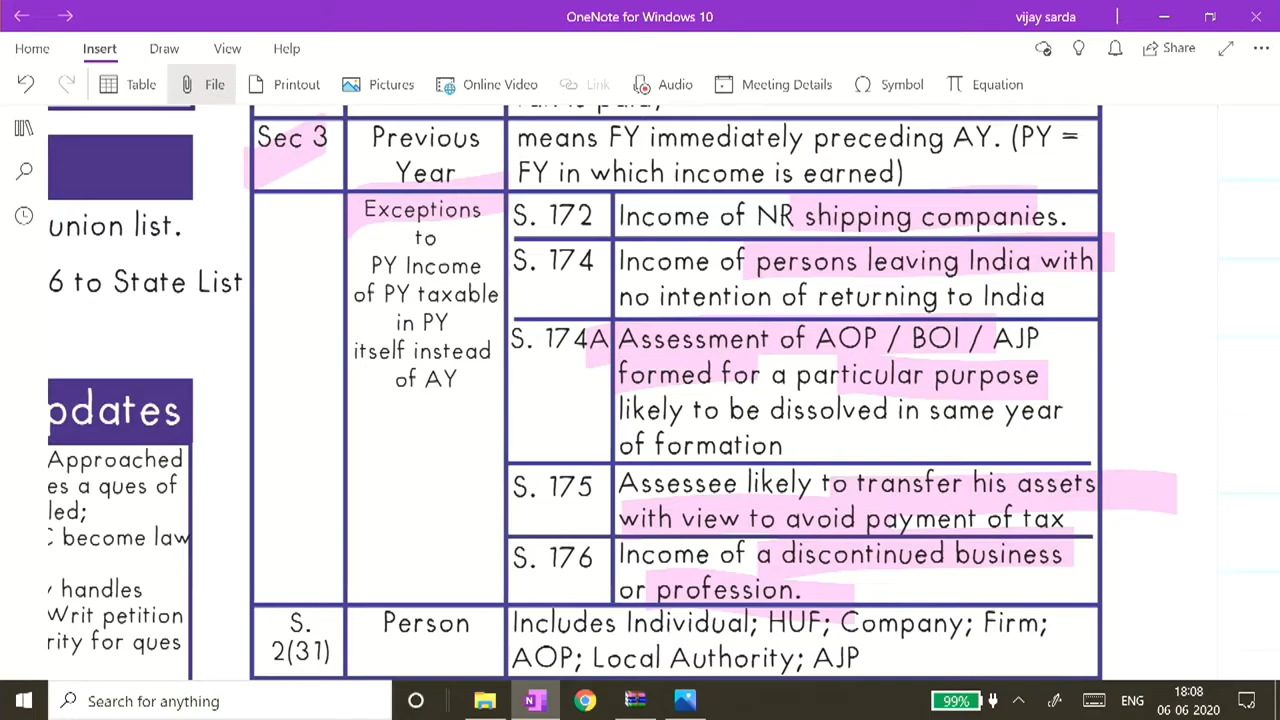 OneNote for Windows 10
vijay sarda
Home Insert Draw View Help
Share
Table File Printout Pictures Online Video Link Audio Meeting Details Symbol Equation
Sec 3
Previous
Year
means FY immediately preceding AY. (PY =
FY in which income is earned)
Exceptions
to
PY Income
of PY taxable
in PY
itself instead
of AY
S. 172
Income of NR shipping companies.
S. 174
Income of persons leaving India with
no intention of returning to India
S. 174A
Assessment of AOP / BOI / AJP
formed for a particular purpose
likely to be dissolved in same year
of formation
S. 175
Assessee likely to transfer his assets
with view to avoid payment of tax
S. 176
Income of a discontinued business
or profession.
S.
2(31)
Person
Includes Individual; HUF; Company; Firm;
AOP; Local Authority; AJP
union list.
6 to State List
pdates
Approached
es a ques of
led;
C become law
y handles
Writ petition
rity for ques
Search for anything
99%
ENG
18:08
06-06-2020